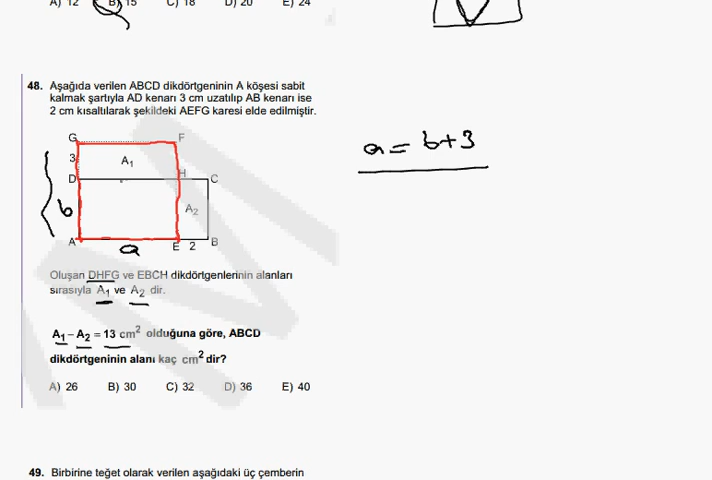 A) 12 B) 15 C) 18 D) 20 E) 24
48. Aşağıda verilen ABCD dikdörtgeninin A köşesi sabit
kalmak şartıyla AD kenarı 3 cm uzatılıp AB kenarı ise
2 cm kısaltılarak şekildeki AEFG karesi elde edilmiştir.
G F
3 A1
D H C
b A2
A a E 2 B
a = b+3
Oluşan DHFG ve EBCH dikdörtgenlerinin alanları
sırasıyla A1 ve A2 dir.
A1 – A2 = 13 cm² olduğuna göre, ABCD
dikdörtgeninin alanı kaç cm² dir?
A) 26 B) 30 C) 32 D) 36 E) 40
49. Birbirine teğet olarak verilen aşağıdaki üç çemberin